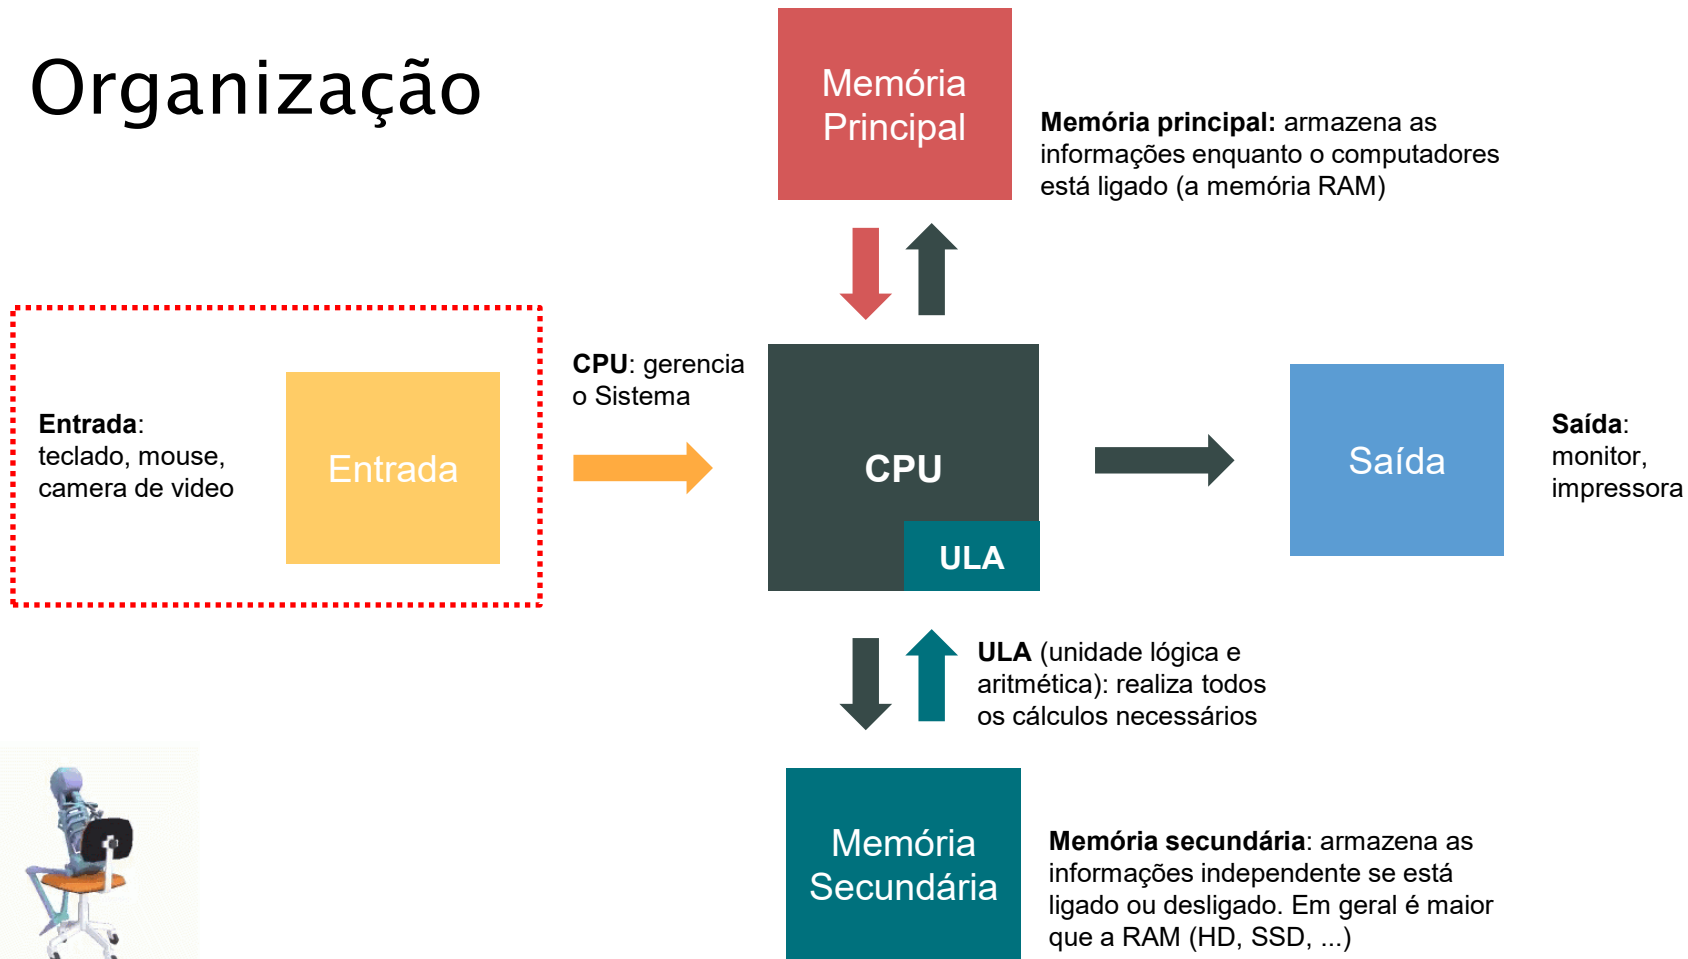 Organização
Memória
Principal
Memória principal: armazena as
informações enquanto o computadores
está ligado (a memória RAM)
CPU: gerencia
o Sistema
Entrada:
teclado, mouse,
camera de video
Entrada
CPU
ULA
Saída
Saída:
monitor,
impressora
ULA (unidade lógica e
aritmética): realiza todos
os cálculos necessários
Memória
Secundária
Memória secundária: armazena as
informações independente se está
ligado ou desligado. Em geral é maior
que a RAM (HD, SSD, ...)